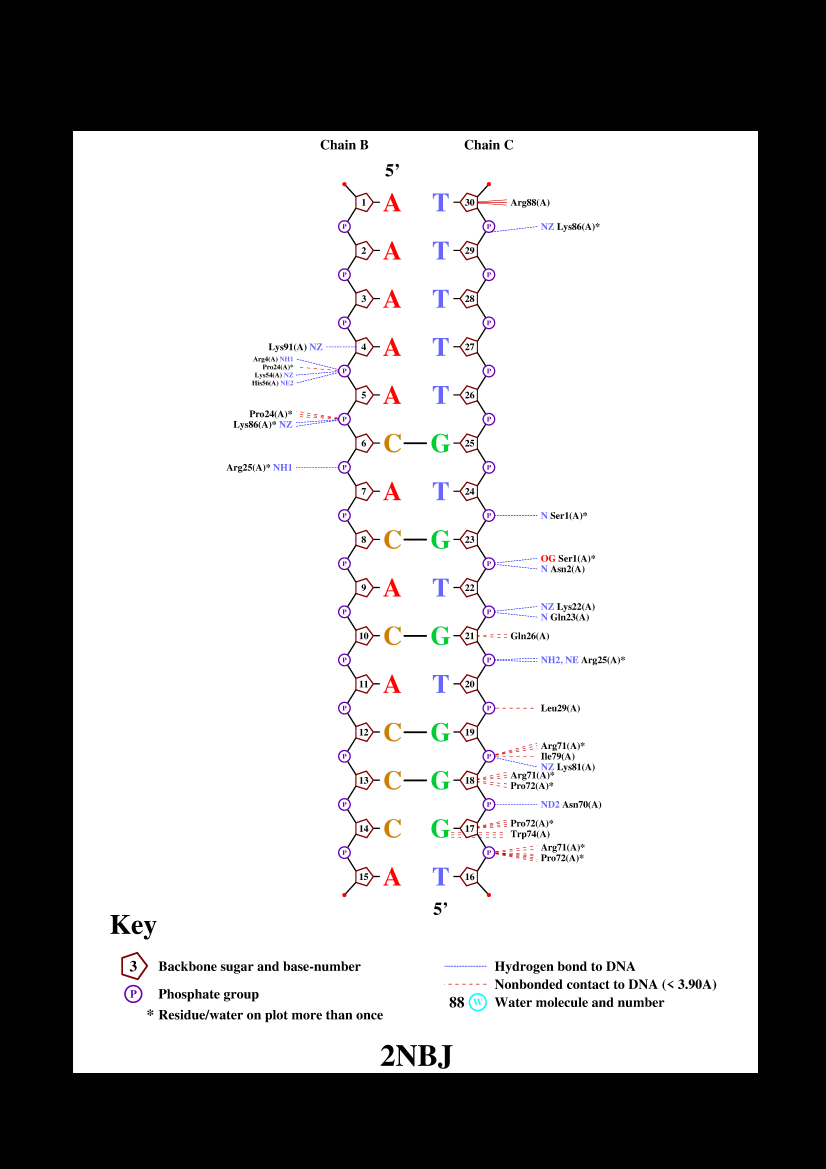 Chain B Chain C
5’
1 A T 30 Arg88(A)
P P NZ Lys86(A)*
2 A T 29
P P
3 A T 28
P P
Lys91(A) NZ 4 A T 27
Arg4(A) NH1
Pro24(A)*
P P
Lys54(A) NZ
His56(A) NE2
5 A T 26
Pro24(A)*
P P
Lys86(A)* NZ
6 C G 25
Arg25(A)* NH1 P P
7 A T 24
P P N Ser1(A)*
8 C G 23
OG Ser1(A)*
P P
N Asn2(A)
9 A T 22
NZ Lys22(A)
P P
N Gln23(A)
10 C G 21 Gln26(A)
P P NH2, NE Arg25(A)*
11 A T 20
P P Leu29(A)
12 C G 19
Arg71(A)*
P P Ile79(A)
NZ Lys81(A)
Arg71(A)*
13 C G 18
Pro72(A)*
P P ND2 Asn70(A)
Pro72(A)*
14 C G 17
Trp74(A)
Arg71(A)*
P P
Pro72(A)*
15 A T 16
5’
Key
3 Backbone sugar and base-number
P Phosphate group
* Residue/water on plot more than once
Hydrogen bond to DNA
Nonbonded contact to DNA (< 3.90A)
88 W Water molecule and number
2NBJ